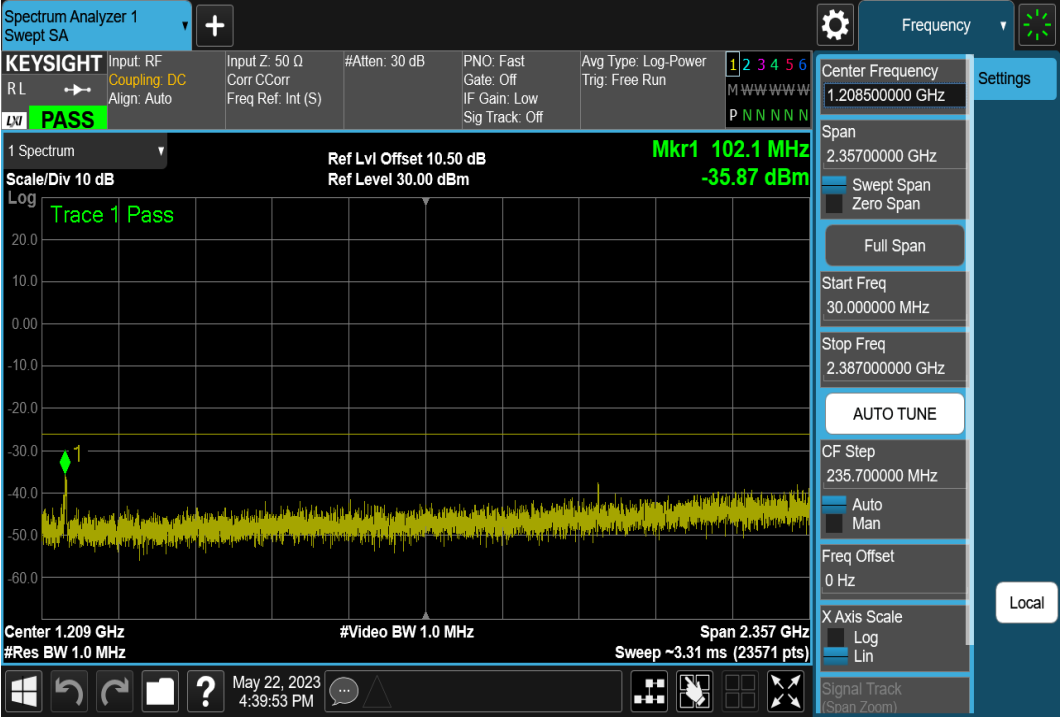 Spectrum Analyzer 1
Swept SA
Frequency
KEYSIGHT
R L
LXI
PASS
Input: RF
Coupling: DC
Align: Auto
Input Z: 50 Ω
Corr CCorr
Freq Ref: Int (S)
#Atten: 30 dB
PNO: Fast
Gate: Off
IF Gain: Low
Sig Track: Off
Avg Type: Log-Power
Trig: Free Run
1 2 3 4 5 6
M W W W W W
P N N N N N
1 Spectrum
Scale/Div 10 dB
Ref Lvl Offset 10.50 dB
Ref Level 30.00 dBm
Mkr1 102.1 MHz
-35.87 dBm
Log
Trace 1 Pass
20.0
10.0
0.00
-10.0
-20.0
-30.0
1
-40.0
-50.0
-60.0
Center 1.209 GHz
#Video BW 1.0 MHz
Span 2.357 GHz
#Res BW 1.0 MHz
Sweep ~3.31 ms (23571 pts)
Center Frequency
1.208500000 GHz
Settings
Span
2.35700000 GHz
Swept Span
Zero Span
Full Span
Start Freq
30.000000 MHz
Stop Freq
2.387000000 GHz
AUTO TUNE
CF Step
235.700000 MHz
Auto
Man
Freq Offset
0 Hz
X Axis Scale
Log
Lin
Signal Track
(Span Zoom)
Local
?
May 22, 2023
4:39:53 PM